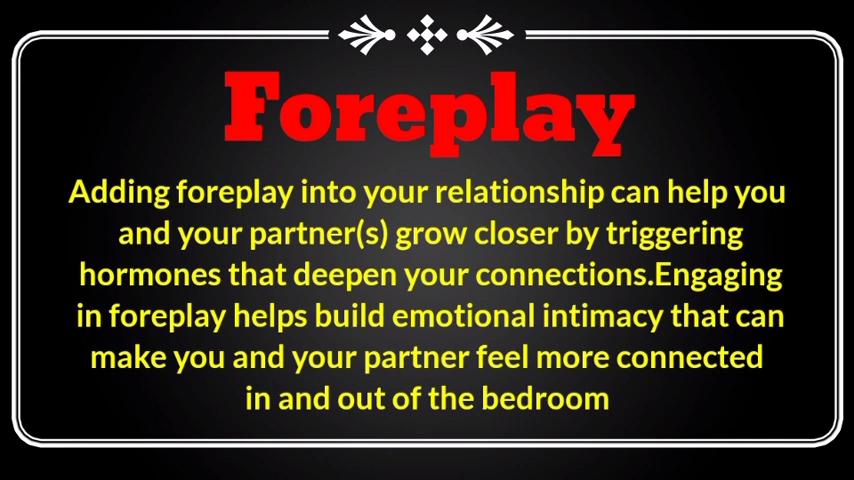 Foreplay
Adding foreplay into your relationship can help you
and your partner(s) grow closer by triggering
hormones that deepen your connections.Engaging
in foreplay helps build emotional intimacy that can
make you and your partner feel more connected
in and out of the bedroom